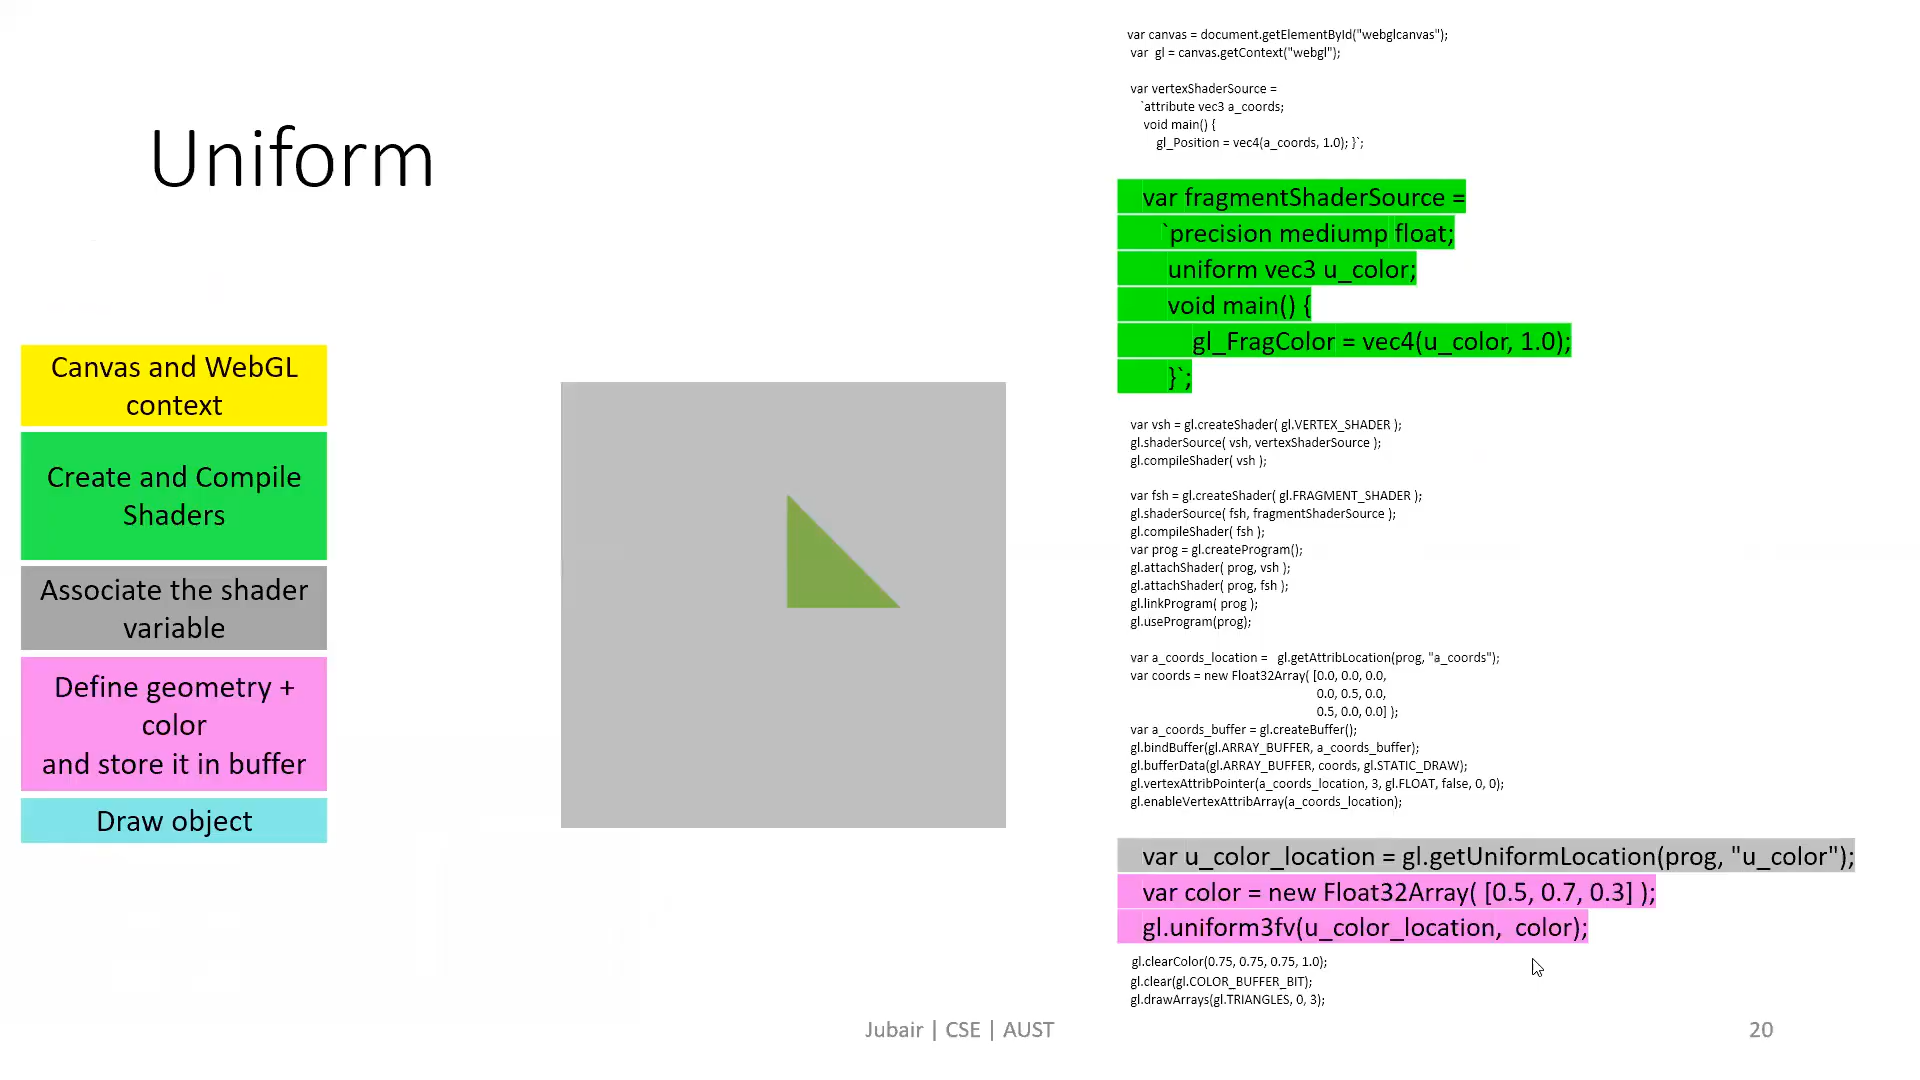 Uniform
Canvas and WebGL
context
Create and Compile
Shaders
Associate the shader
variable
Define geometry +
color
and store it in buffer
Draw object
var canvas = document.getElementById("webglcanvas");
var gl = canvas.getContext("webgl");
var vertexShaderSource =
`attribute vec3 a_coords;
void main() {
gl_Position = vec4(a_coords, 1.0); }`;
var fragmentShaderSource =
`precision mediump float;
uniform vec3 u_color;
void main() {
gl_FragColor = vec4(u_color, 1.0);
}`;
var vsh = gl.createShader( gl.VERTEX_SHADER );
gl.shaderSource( vsh, vertexShaderSource );
gl.compileShader( vsh );
var fsh = gl.createShader( gl.FRAGMENT_SHADER );
gl.shaderSource( fsh, fragmentShaderSource );
gl.compileShader( fsh );
var prog = gl.createProgram();
gl.attachShader( prog, vsh );
gl.attachShader( prog, fsh );
gl.linkProgram( prog );
gl.useProgram(prog);
var a_coords_location = gl.getAttribLocation(prog, "a_coords");
var coords = new Float32Array( [0.0, 0.0, 0.0,
0.0, 0.5, 0.0,
0.5, 0.0, 0.0] );
var a_coords_buffer = gl.createBuffer();
gl.bindBuffer(gl.ARRAY_BUFFER, a_coords_buffer);
gl.bufferData(gl.ARRAY_BUFFER, coords, gl.STATIC_DRAW);
gl.vertexAttribPointer(a_coords_location, 3, gl.FLOAT, false, 0, 0);
gl.enableVertexAttribArray(a_coords_location);
var u_color_location = gl.getUniformLocation(prog, "u_color");
var color = new Float32Array( [0.5, 0.7, 0.3] );
gl.uniform3fv(u_color_location, color);
gl.clearColor(0.75, 0.75, 0.75, 1.0);
gl.clear(gl.COLOR_BUFFER_BIT);
gl.drawArrays(gl.TRIANGLES, 0, 3);
Jubair | CSE | AUST
20